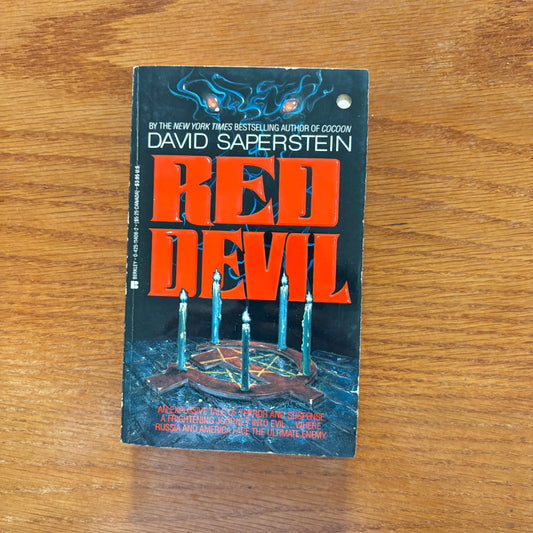 BY THE NEW YORK TIMES BESTSELLING AUTHOR OF COCOON
DAVID SAPERSTEIN
RED
DEVIL
AN EXPLOSIVE TALE OF TERROR AND SUSPENSE
A FRIGHTENING JOURNEY INTO EVIL... WHERE
RUSSIA AND AMERICA FACE THE ULTIMATE ENEMY
BERKLEY